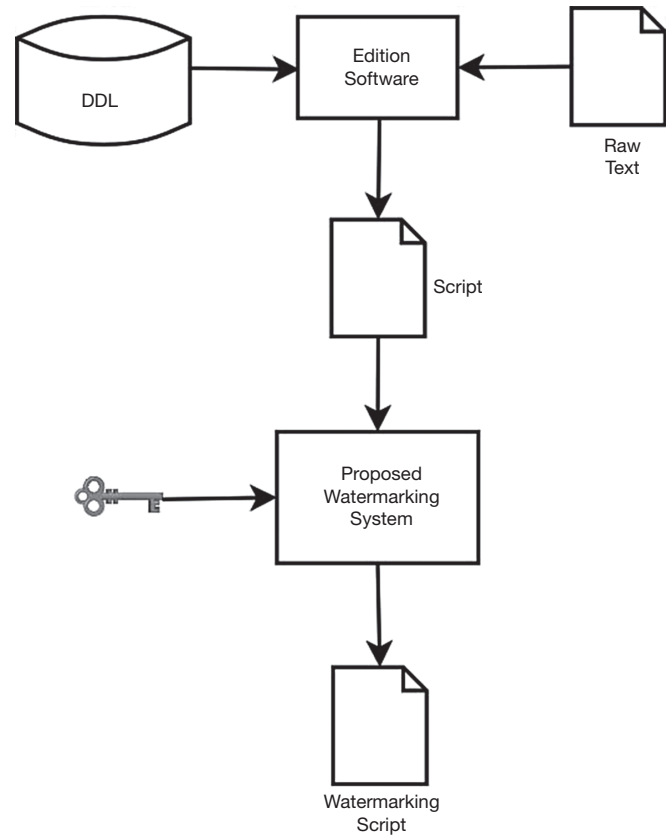 DDL
Edition
Software
Raw
Text
Script
Proposed
Watermarking
System
Watermarking
Script